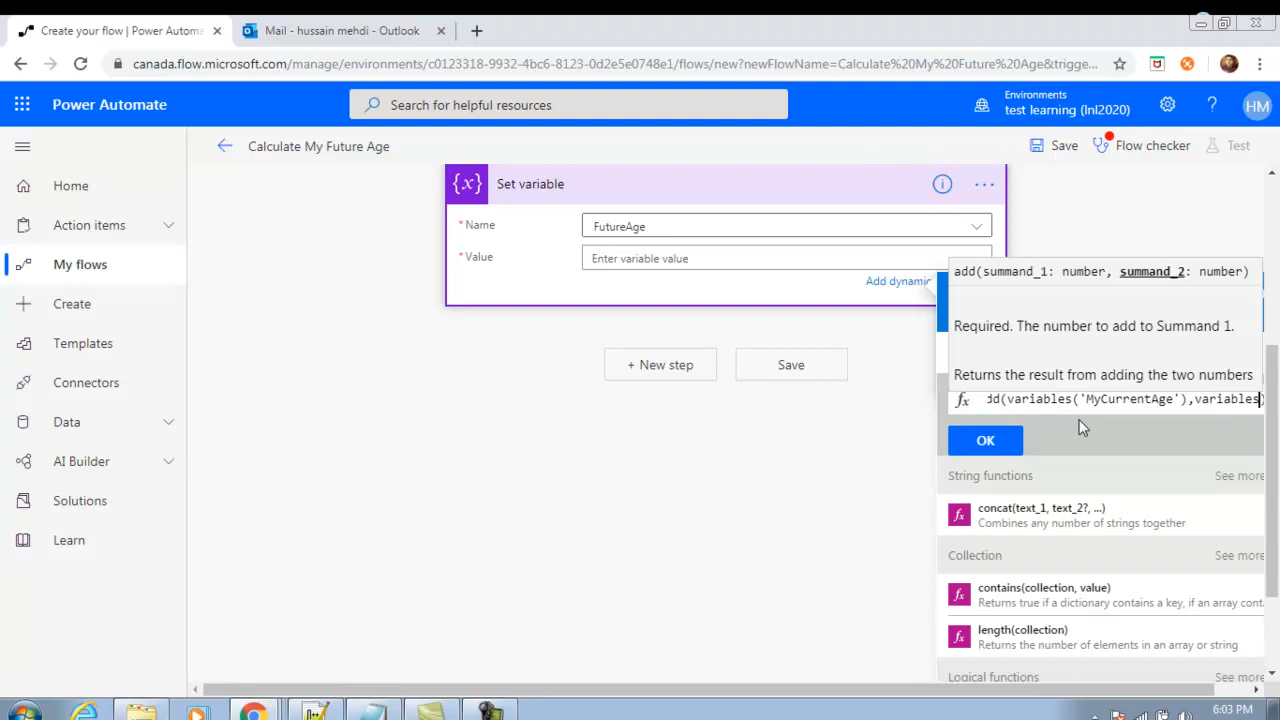 Create your flow | Power Automa
Mail - hussain mehdi - Outlook
canada.flow.microsoft.com/manage/environments/c0123318-9932-4bc6-8123-0d2e5e0748e1/flows/new?newFlowName=Calculate%20My%20Future%20Age&trigge...
Power Automate
Search for helpful resources
Environments
test learning (lnl2020)
HM
Calculate My Future Age
Save
Flow checker
Test
Home
Action items
My flows
Create
Templates
Connectors
Data
AI Builder
Solutions
Learn
{x} Set variable
* Name
FutureAge
* Value
Enter variable value
Add dynamic
+ New step
Save
add(summand_1: number, summand_2: number)
Required. The number to add to Summand 1.
Returns the result from adding the two numbers
fx dd(variables('MyCurrentAge'),variables)
OK
String functions
See more
fx concat(text_1, text_2?, ...)
Combines any number of strings together
Collection
See more
fx contains(collection, value)
Returns true if a dictionary contains a key, if an array cont
fx length(collection)
Returns the number of elements in an array or string
Logical functions
See more
6:03 PM